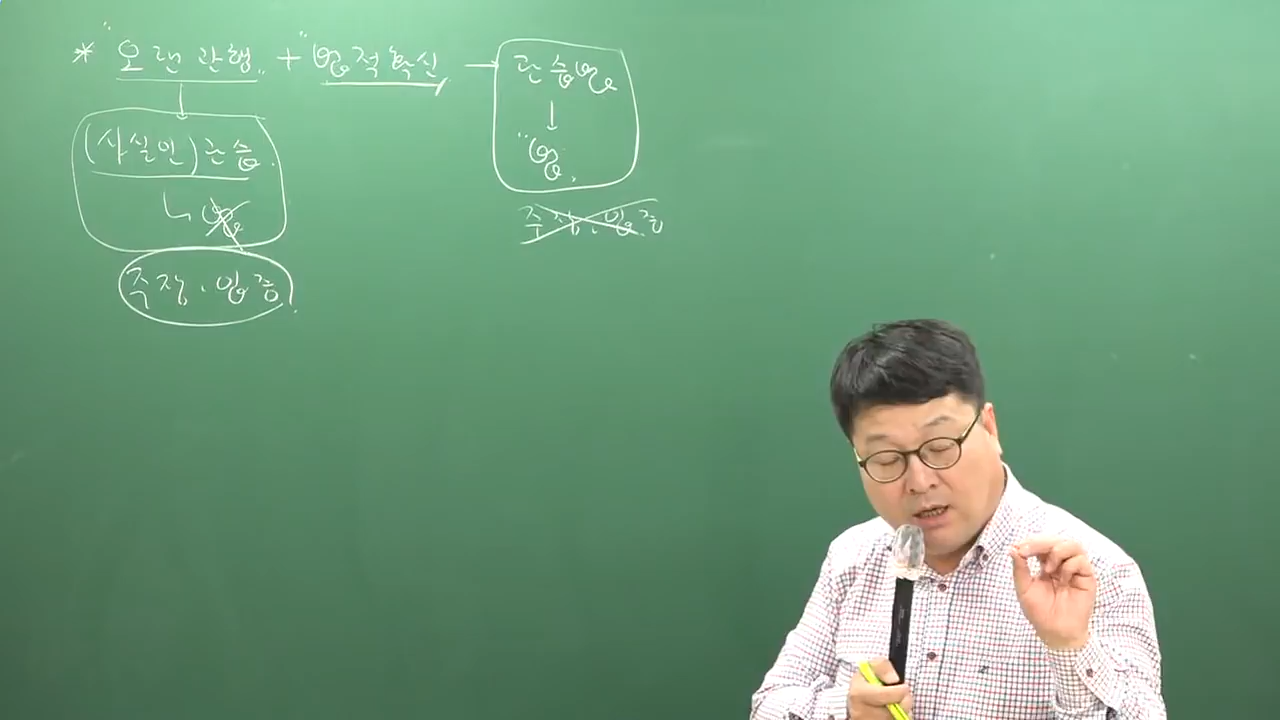 * "오랜 관행" + "법적확신 → 관습법
↓
(사실인) 관습.
"법"
↳ 법
주장, 입증
주장, 입증.